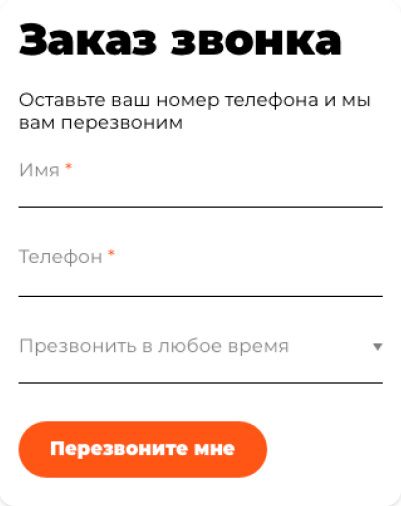 Заказ звонка
Оставьте ваш номер телефона и мы
вам перезвоним
Имя *
Телефон *
Презвонить в любое время
Перезвоните мне